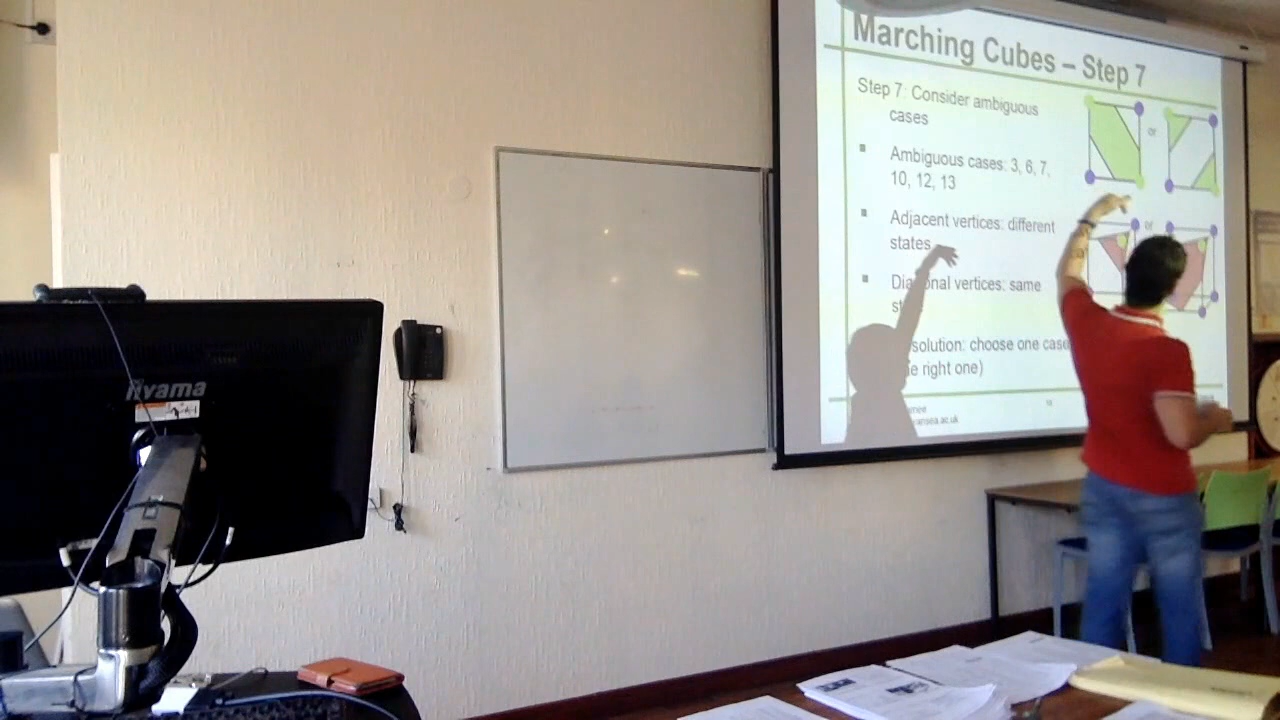 Marching Cubes – Step 7
Step 7: Consider ambiguous
cases
or
Ambiguous cases: 3, 6, 7,
10, 12, 13
Adjacent vertices: different
states
or
Diagonal vertices: same
solution: choose one case
right one)
iiyama